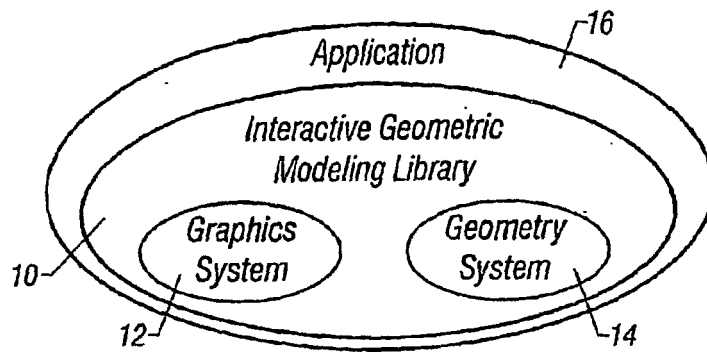 16
Application
Interactive Geometric
Modeling Library
Graphics
System
Geometry
System
10
12
14